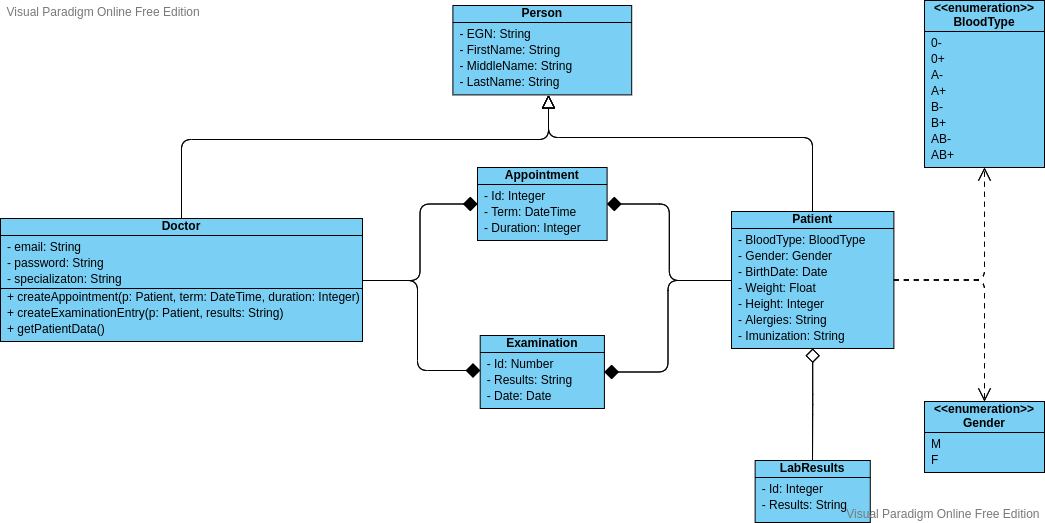 Visual Paradigm Online Free Edition
Person
- EGN: String
- FirstName: String
- MiddleName: String
- LastName: String
<<enumeration>>
BloodType
0-
0+
A-
A+
B-
B+
AB-
AB+
Appointment
- Id: Integer
- Term: DateTime
- Duration: Integer
Doctor
- email: String
- password: String
- specializaton: String
+ createAppointment(p: Patient, term: DateTime, duration: Integer)
+ createExaminationEntry(p: Patient, results: String)
+ getPatientData()
Patient
- BloodType: BloodType
- Gender: Gender
- BirthDate: Date
- Weight: Float
- Height: Integer
- Alergies: String
- Imunization: String
Examination
- Id: Number
- Results: String
- Date: Date
<<enumeration>>
Gender
M
F
LabResults
- Id: Integer
- Results: String
Visual Paradigm Online Free Edition